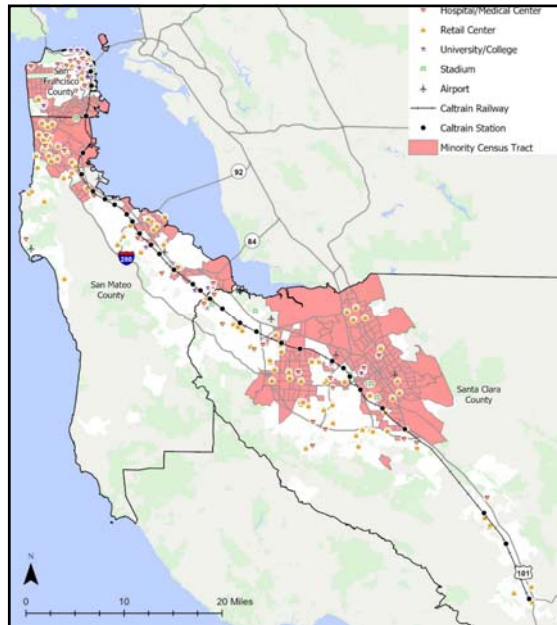 Hospital/Medical Center
Retail Center
University/College
Stadium
Airport
Caltrain Railway
Caltrain Station
Minority Census Tract
San
Francisco
County
92
84
280
San Mateo
County
Santa Clara
County
101
N
0 10 20 Miles